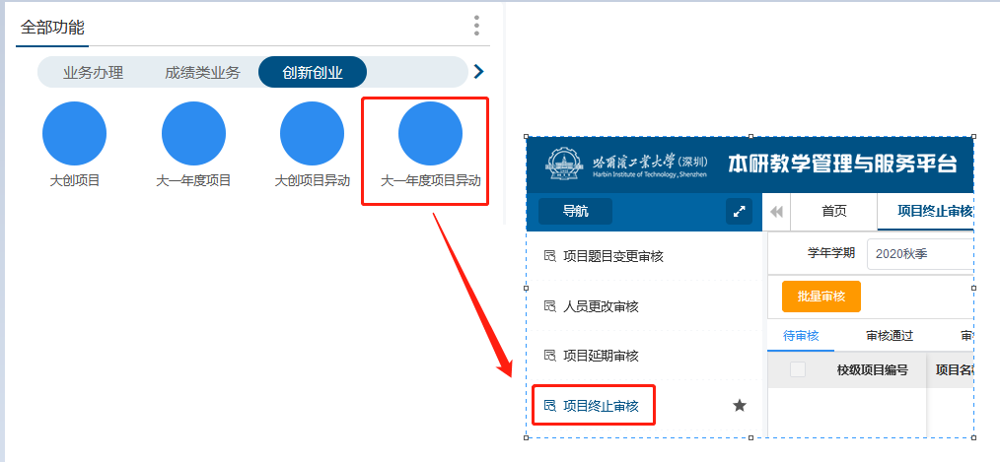 全部功能
业务办理
成绩类业务
创新创业
大创项目
大一年度项目
大创项目异动
大一年度项目异动
哈尔滨工业大学(深圳)
Harbin Institute of Technology, Shenzhen
本研教学管理与服务平台
导航
首页
项目终止审核
项目题目变更审核
学年学期
2020秋季
人员更改审核
批量审核
项目延期审核
待审核
审核通过
审
校级项目编号
项目名
项目终止审核